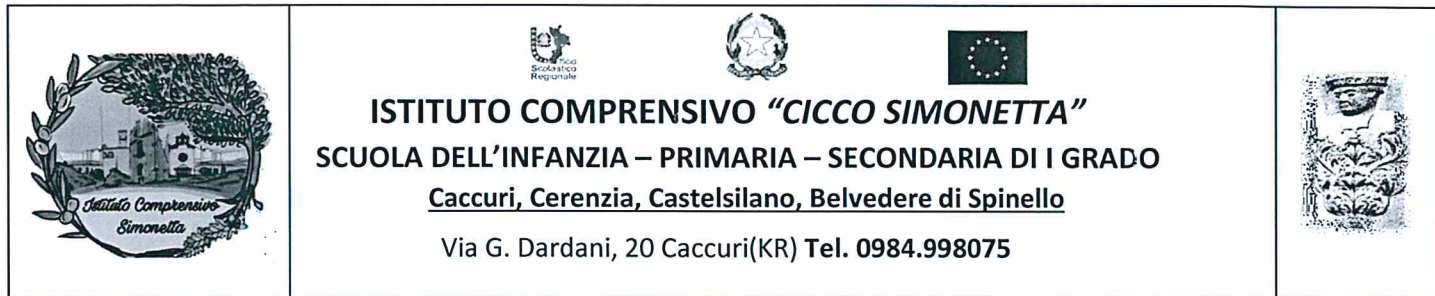 Scolastico
Regionale
ISTITUTO COMPRENSIVO “CICCO SIMONETTA”
SCUOLA DELL’INFANZIA – PRIMARIA – SECONDARIA DI I GRADO
Caccuri, Cerenzia, Castelsilano, Belvedere di Spinello
Via G. Dardani, 20 Caccuri(KR) Tel. 0984.998075
Istituto Comprensivo
Simonetta